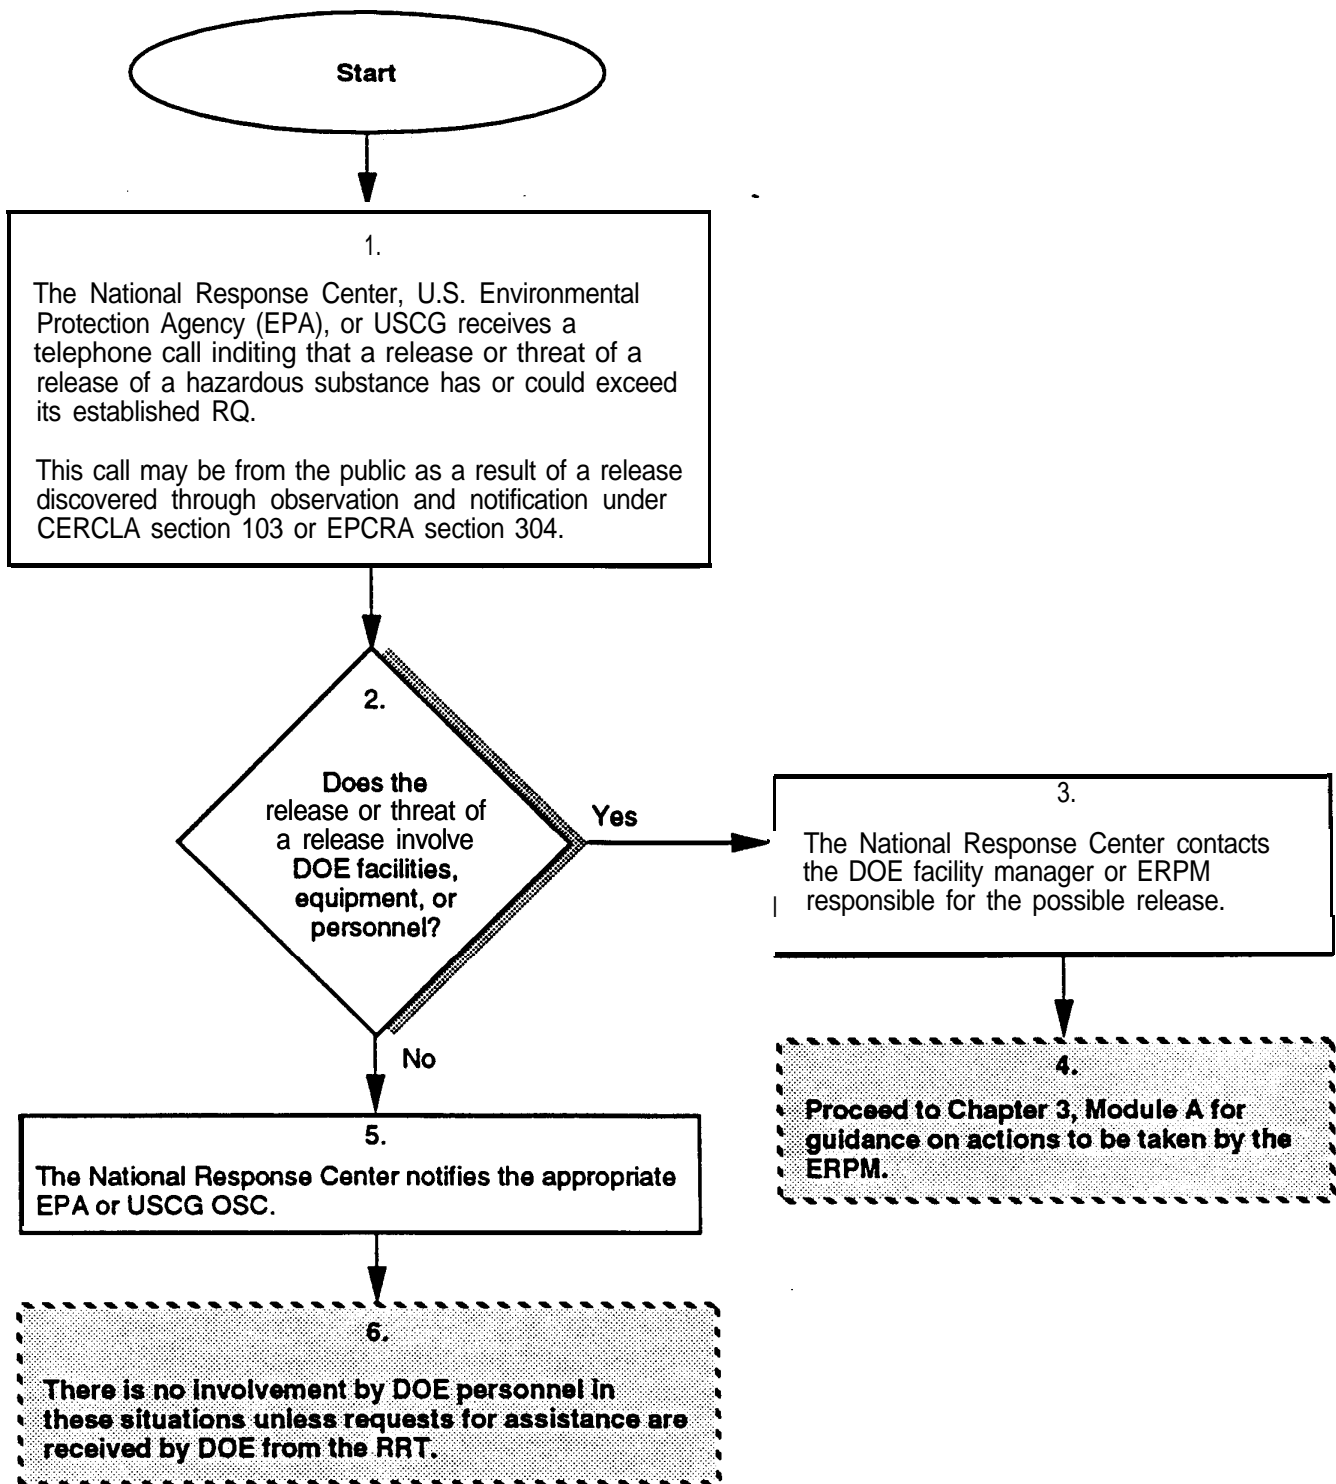 Start
1.
The National Response Center, U.S. Environmental
Protection Agency (EPA), or USCG receives a
telephone call inditing that a release or threat of a
release of a hazardous substance has or could exceed
its established RQ.
This call may be from the public as a result of a release
discovered through observation and notification under
CERCLA section 103 or EPCRA section 304.
2.
Does the
release or threat of
a release involve
DOE facilities,
equipment, or
personnel?
Yes
3.
The National Response Center contacts
the DOE facility manager or ERPM
responsible for the possible release.
4.
Proceed to Chapter 3, Module A for
guidance on actions to be taken by the
ERPM.
No
5.
The National Response Center notifies the appropriate
EPA or USCG OSC.
6.
There is no involvement by DOE personnel in
these situations unless requests for assistance are
received by DOE from the RRT.